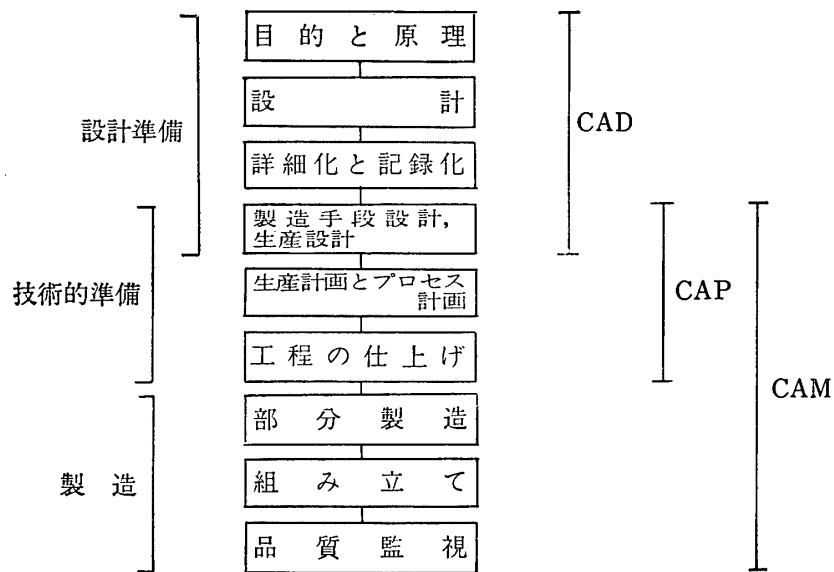 目的と原理
設計
設計準備
CAD
詳細化と記録化
製造手段設計,
生産設計
生産計画とプロセス
計画
技術的準備
CAP
工程の仕上げ
CAM
部分製造
組み立て
製造
品質監視